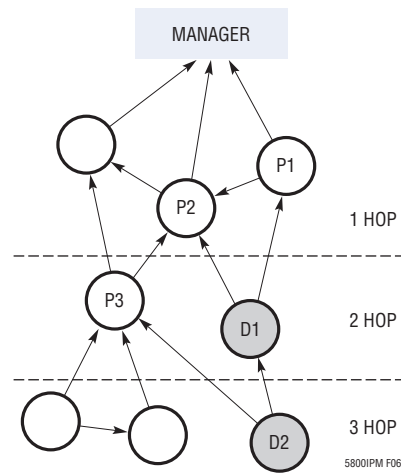 MANAGER
P1
P2
1 HOP
P3
D1
2 HOP
D2
3 HOP
5800IPM F06